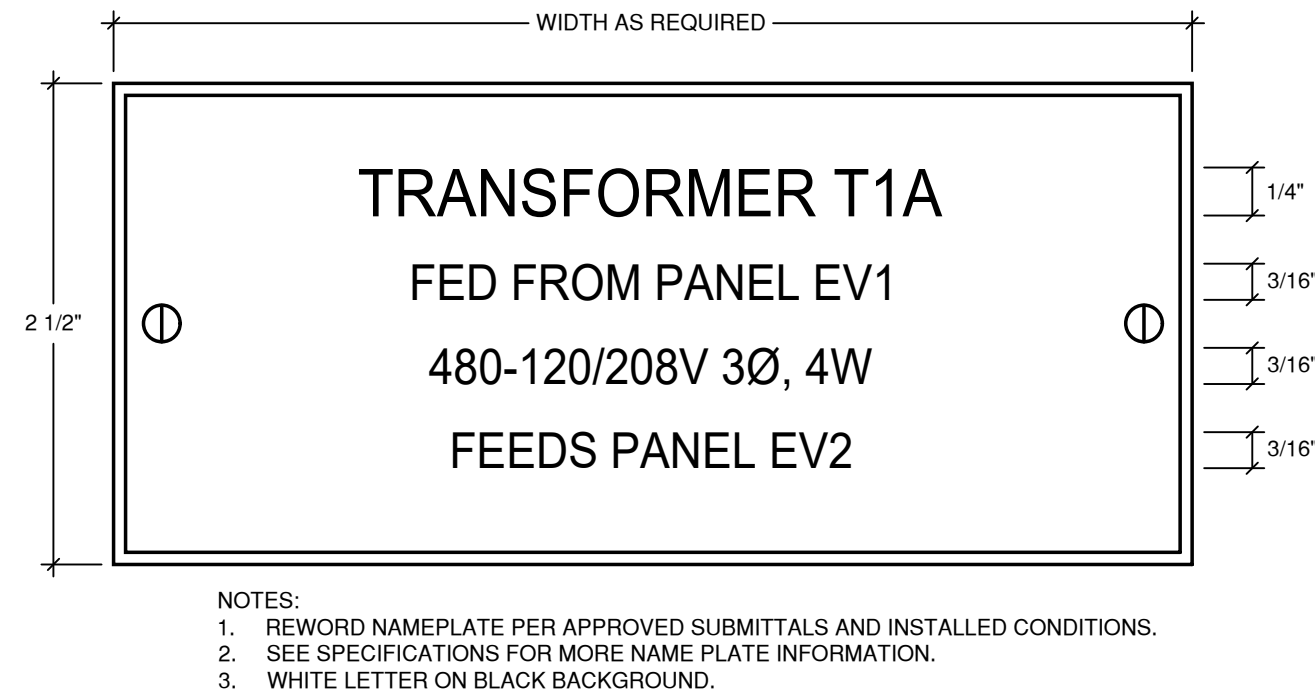 WIDTH AS REQUIRED
TRANSFORMER T1A
1/4"
FED FROM PANEL EV1
3/16"
2 1/2"
480-120/208V 3Ø, 4W
3/16"
FEEDS PANEL EV2
3/16"
NOTES:
1. REWORD NAMEPLATE PER APPROVED SUBMITTALS AND INSTALLED CONDITIONS.
2. SEE SPECIFICATIONS FOR MORE NAME PLATE INFORMATION.
3. WHITE LETTER ON BLACK BACKGROUND.